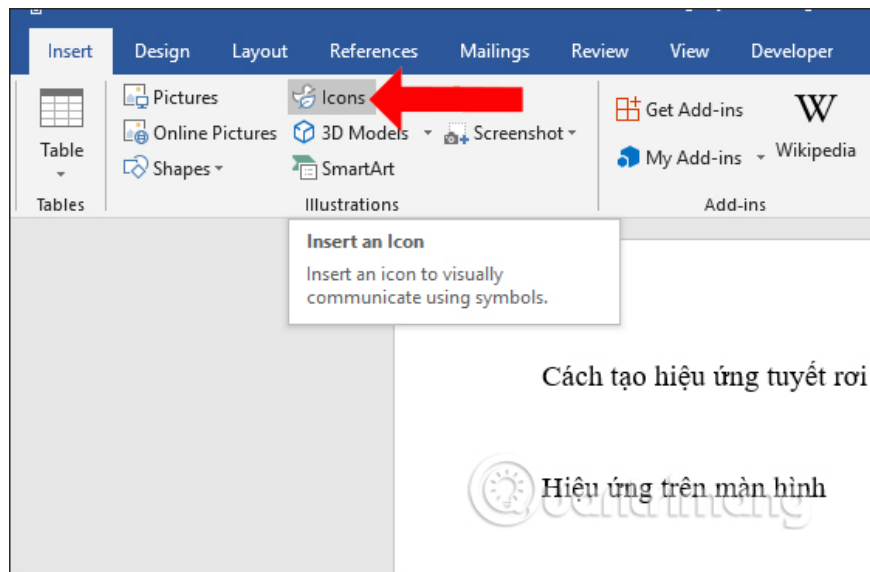 Insert Design Layout References Mailings Review View Developer
Pictures Icons
Online Pictures 3D Models Screenshot
Shapes SmartArt
Table
Get Add-ins
My Add-ins
W
Wikipedia
Tables Illustrations Add-ins
Insert an Icon
Insert an icon to visually
communicate using symbols.
Cách tạo hiệu ứng tuyết rơi
Hiệu ứng trên màn hình